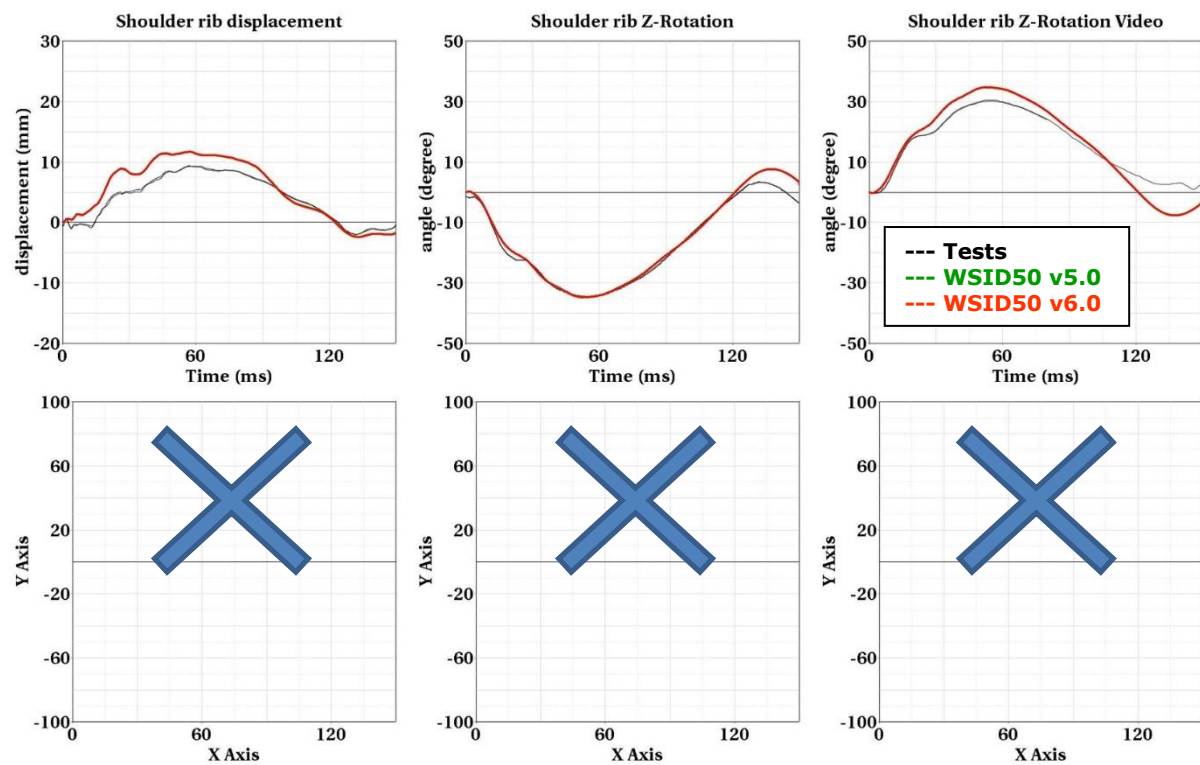 Shoulder rib displacement
30
20
10
0
-10
-20
displacement (mm)
0 60 120
Time (ms)
Shoulder rib Z-Rotation
50
30
10
-10
-30
-50
angle (degree)
0 60 120
Time (ms)
Shoulder rib Z-Rotation Video
50
30
10
-10
-30
-50
angle (degree)
0 60 120
Time (ms)
--- Tests
--- WSID50 v5.0
--- WSID50 v6.0
100
60
20
-20
-60
-100
Y Axis
0 60 120
X Axis
100
60
20
-20
-60
-100
Y Axis
0 60 120
X Axis
100
60
20
-20
-60
-100
Y Axis
0 60 120
X Axis